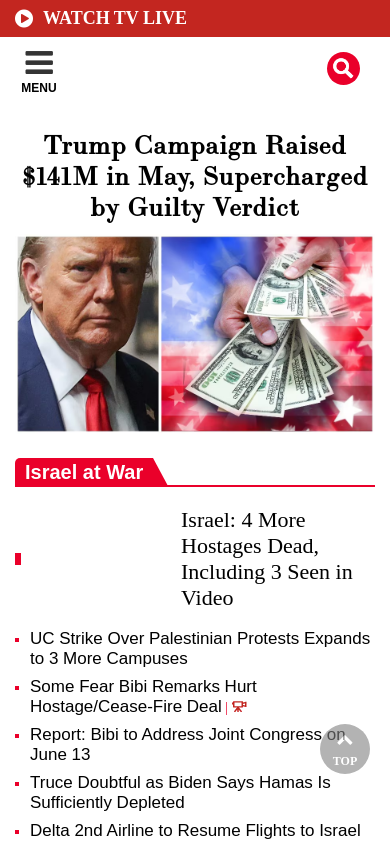 WATCH TV LIVE
MENU
Trump Campaign Raised
$141M in May, Supercharged
by Guilty Verdict
Israel at War
Israel: 4 More
Hostages Dead,
Including 3 Seen in
Video
UC Strike Over Palestinian Protests Expands
to 3 More Campuses
Some Fear Bibi Remarks Hurt
Hostage/Cease-Fire Deal |
Report: Bibi to Address Joint Congress on
June 13
TOP
Truce Doubtful as Biden Says Hamas Is
Sufficiently Depleted
Delta 2nd Airline to Resume Flights to Israel